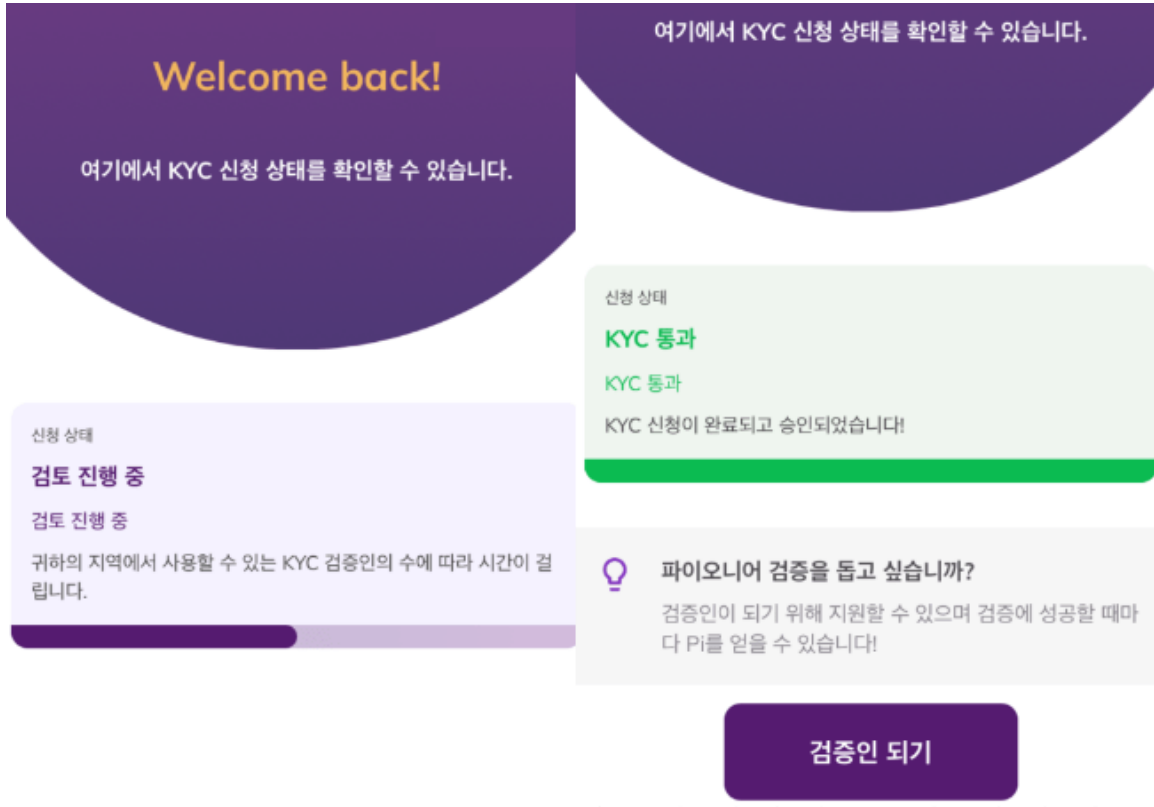 Welcome back!
여기에서 KYC 신청 상태를 확인할 수 있습니다.
신청 상태
검토 진행 중
검토 진행 중
귀하의 지역에서 사용할 수 있는 KYC 검증인의 수에 따라 시간이 걸
립니다.
여기에서 KYC 신청 상태를 확인할 수 있습니다.
신청 상태
KYC 통과
KYC 통과
KYC 신청이 완료되고 승인되었습니다!
파이오니어 검증을 돕고 싶습니까?
검증인이 되기 위해 지원할 수 있으며 검증에 성공할 때마
다 Pi를 얻을 수 있습니다!
검증인 되기